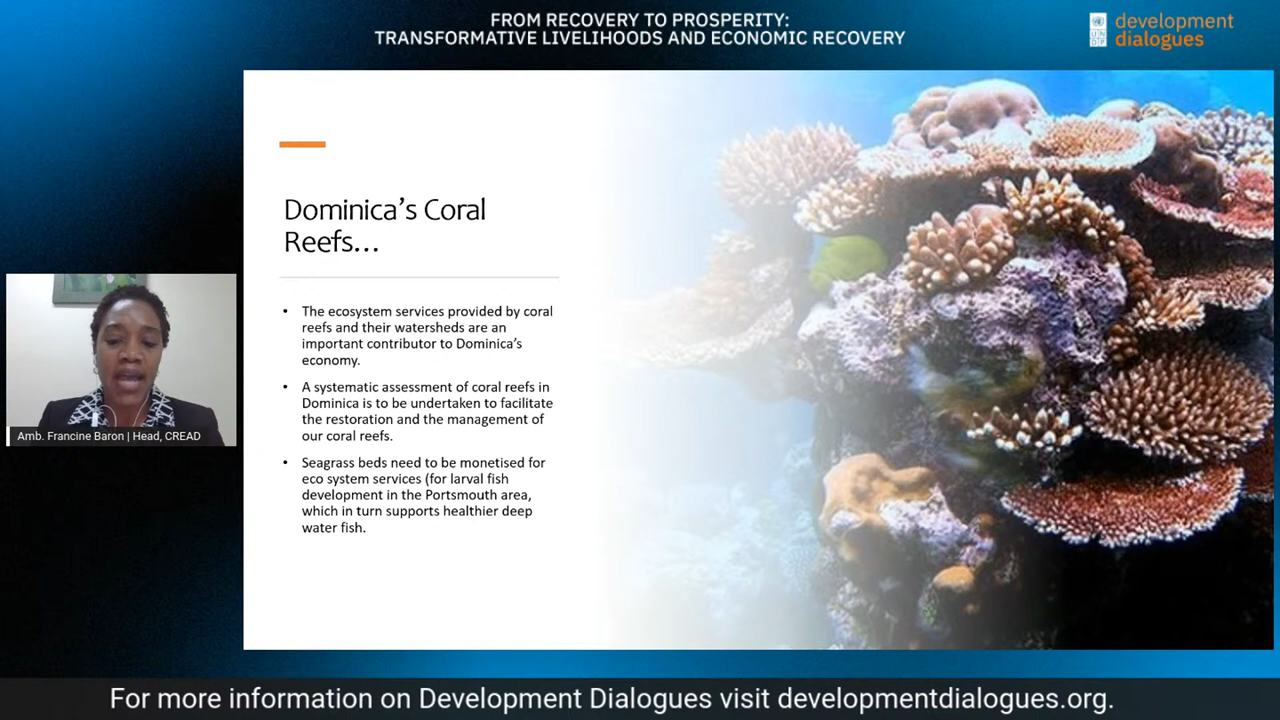 FROM RECOVERY TO PROSPERITY:
TRANSFORMATIVE LIVELIHOODS AND ECONOMIC RECOVERY
U N
D P
development
dialogues
Dominica's Coral
Reefs...
• The ecosystem services provided by coral
reefs and their watersheds are an
important contributor to Dominica's
economy.
• A systematic assessment of coral reefs in
Dominica is to be undertaken to facilitate
the restoration and the management of
our coral reefs.
• Seagrass beds need to be monetised for
eco system services (for larval fish
development in the Portsmouth area,
which in turn supports healthier deep
water fish.
Amb. Francine Baron | Head, CREAD
For more information on Development Dialogues visit developmentdialogues.org.